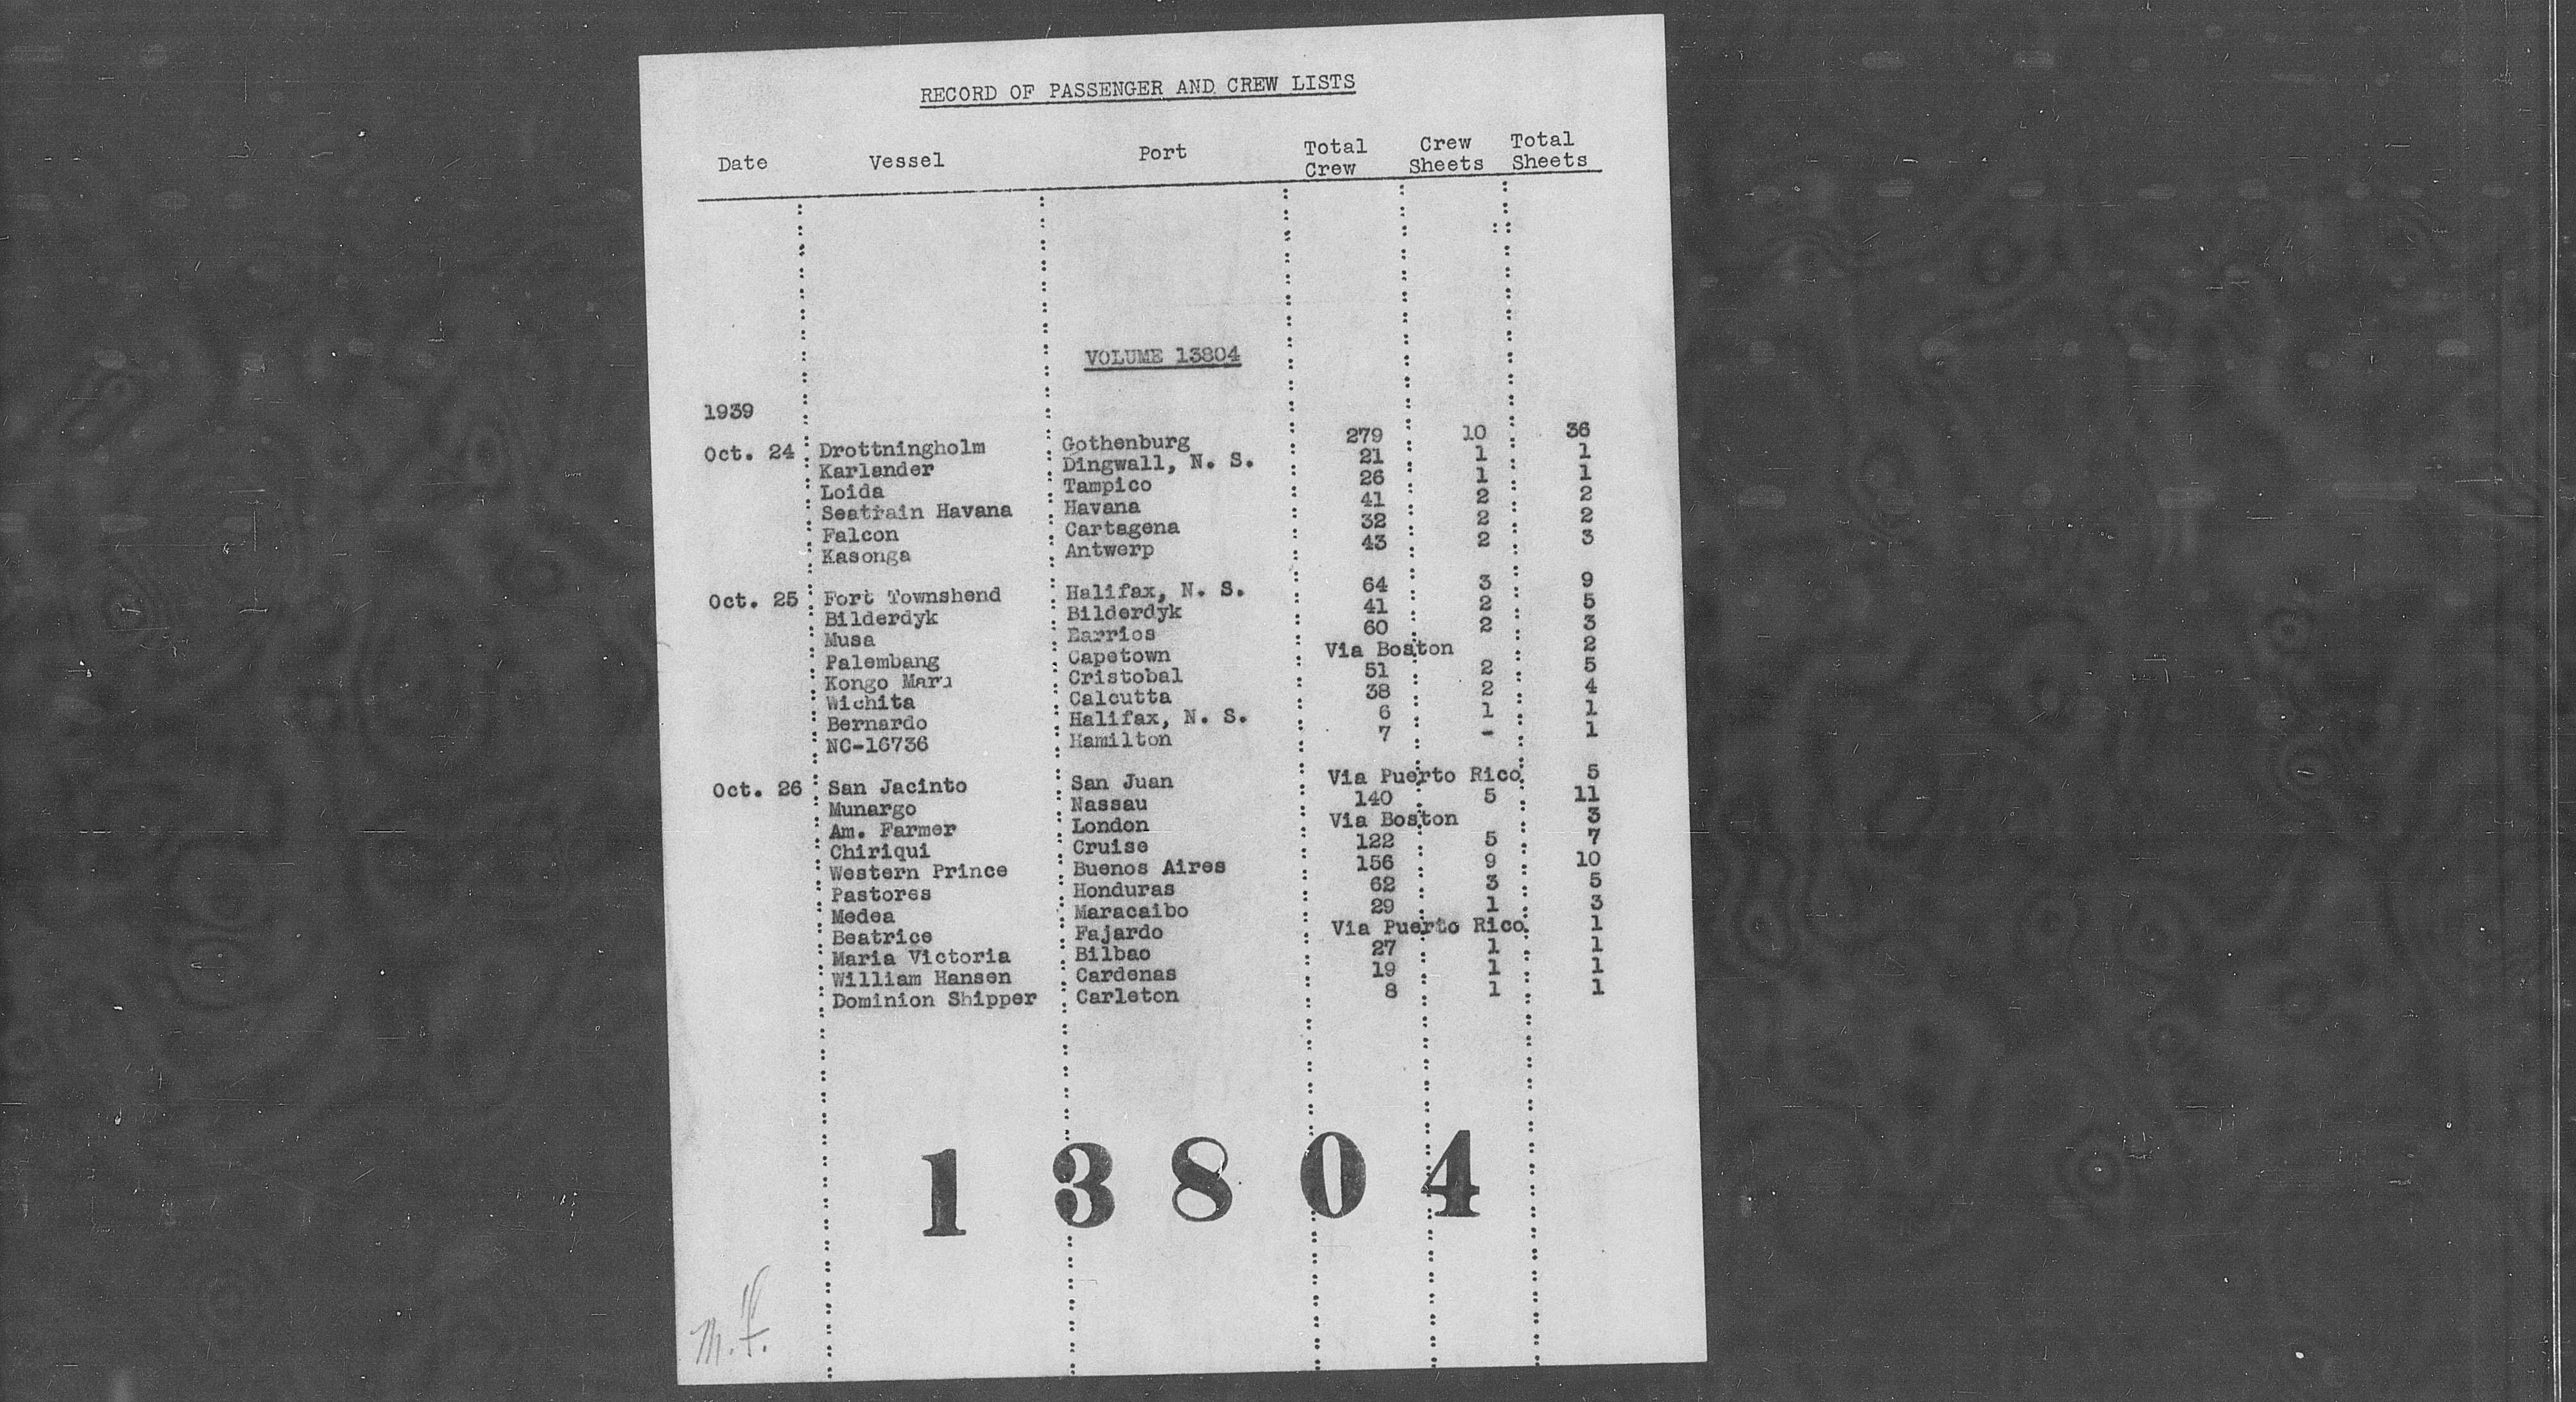 RECORD OF PASSENGER AND CREW LISTS
Date Vessel Port Total Crew Crew Sheets Total Sheets
VOLUME 13804
1939
Oct. 24 Drottningholm Gothenburg 279 10 36
Karlander Dingwall, N. S. 21 1 1
Loida Tampico 26 1 1
Seatrain Havana Havana 41 2 2
Falcon Cartagena 32 2 2
Kasonga Antwerp 43 2 3
Oct. 25 Fort Townshend Halifax, N. S. 64 3 9
Bilderdyk Bilderdyk 41 2 5
Musa Barrios 60 2 3
Palembang Capetown Via Boston 2
Kongo Maru Cristobal 51 2 5
Wichita Calcutta 38 2 4
Bernardo Halifax, N. S. 6 1 1
NC-16736 Hamilton 7 - 1
Oct. 26 San Jacinto San Juan Via Puerto Rico 5
Munargo Nassau 140 5 11
Am. Farmer London Via Boston 3
Chiriqui Cruise 122 5 7
Western Prince Buenos Aires 156 9 10
Pastores Honduras 62 3 5
Medea Maracaibo 29 1 3
Beatrice Fajardo Via Puerto Rico 1
Maria Victoria Bilbao 27 1 1
William Hansen Cardenas 19 1 1
Dominion Shipper Carleton 8 1 1
1 3 8 0 4
M.F.